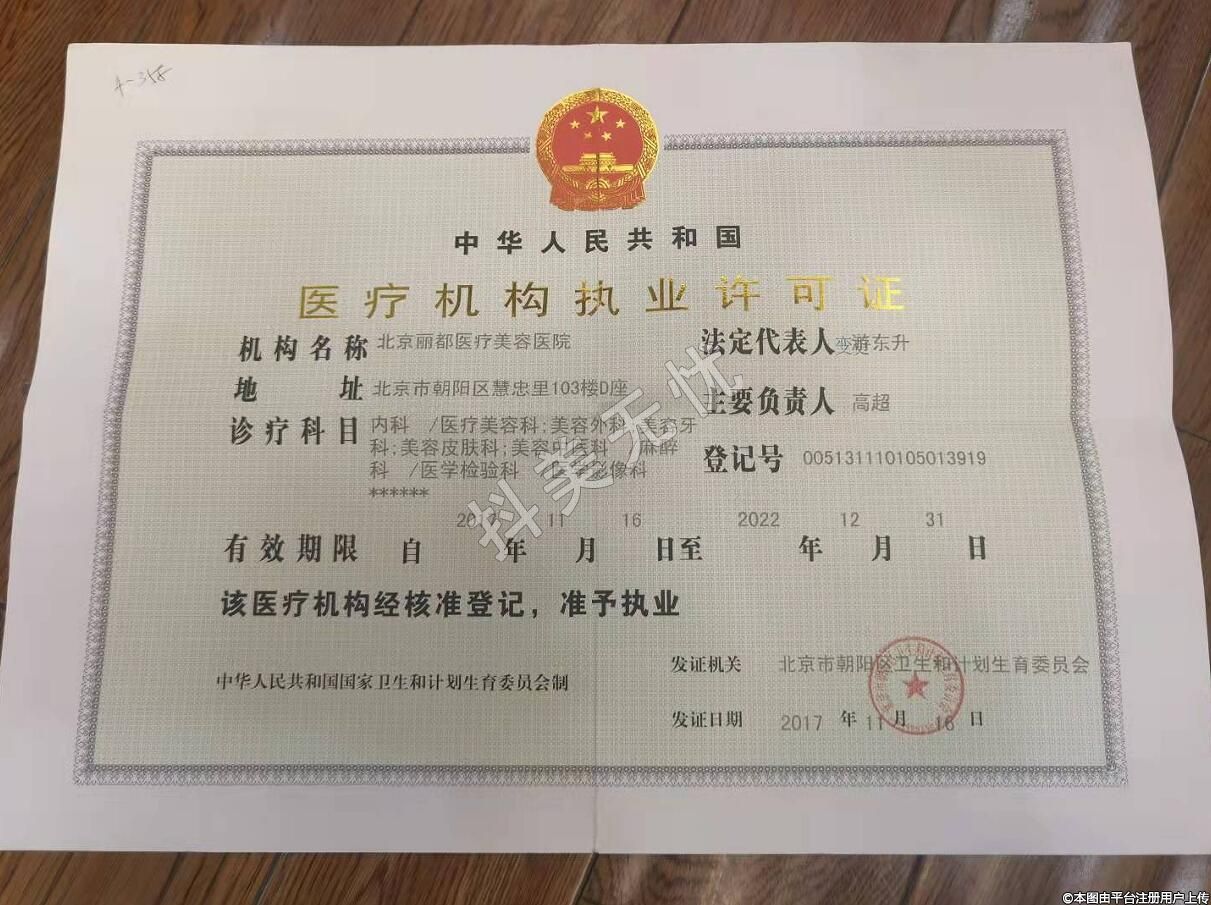 中华人民共和国
医疗机构执业许可证
机构名称 北京丽都医疗美容医院
法定代表人 变更 游东升
地址 北京市朝阳区慧忠里103楼D座
主要负责人 高超
诊疗科目 内科 /医疗美容科;美容外科;美容牙
科;美容皮肤科;美容中医科 /麻醉
科 /医学检验科 /医学影像科
******
登记号 005131110105013919
有效期限 自 2017 年 11 月 16 日至 2022 年 12 月 31 日
该医疗机构经核准登记，准予执业
中华人民共和国国家卫生和计划生育委员会制
发证机关 北京市朝阳区卫生和计划生育委员会
发证日期 2017 年 11 月 16 日
抖美无忧
©本图由平台注册用户上传